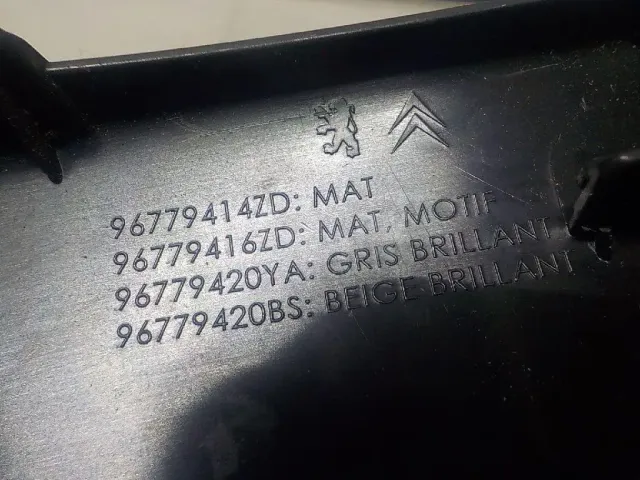 96779414ZD: MAT
96779416ZD: MAT, MOTIF
96779420YA: GRIS BRILLANT
96779420BS: BEIGE BRILLANT